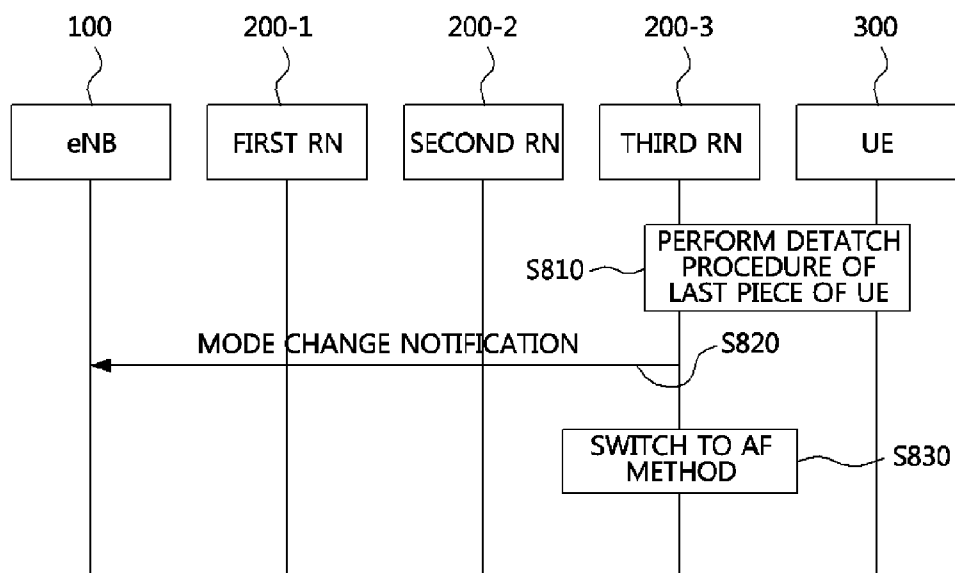 100 200-1 200-2 200-3 300
eNB FIRST RN SECOND RN THIRD RN UE
PERFORM DETATCH
PROCEDURE OF
LAST PIECE OF UE
S810
MODE CHANGE NOTIFICATION
S820
SWITCH TO AF
METHOD
S830